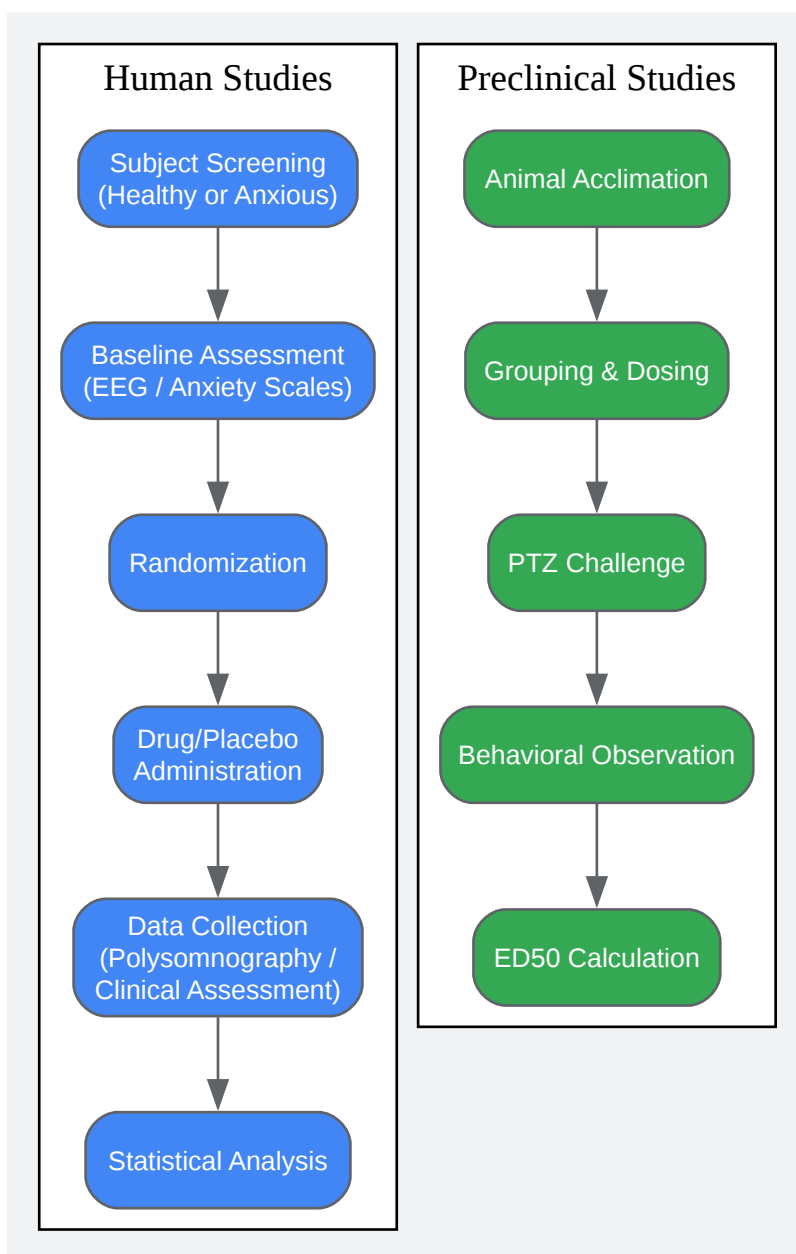 Human Studies
Subject Screening
(Healthy or Anxious)
Baseline Assessment
(EEG / Anxiety Scales)
Randomization
Drug/Placebo
Administration
Data Collection
(Polysomnography /
Clinical Assessment)
Statistical Analysis
Preclinical Studies
Animal Acclimation
Grouping & Dosing
PTZ Challenge
Behavioral Observation
ED50 Calculation